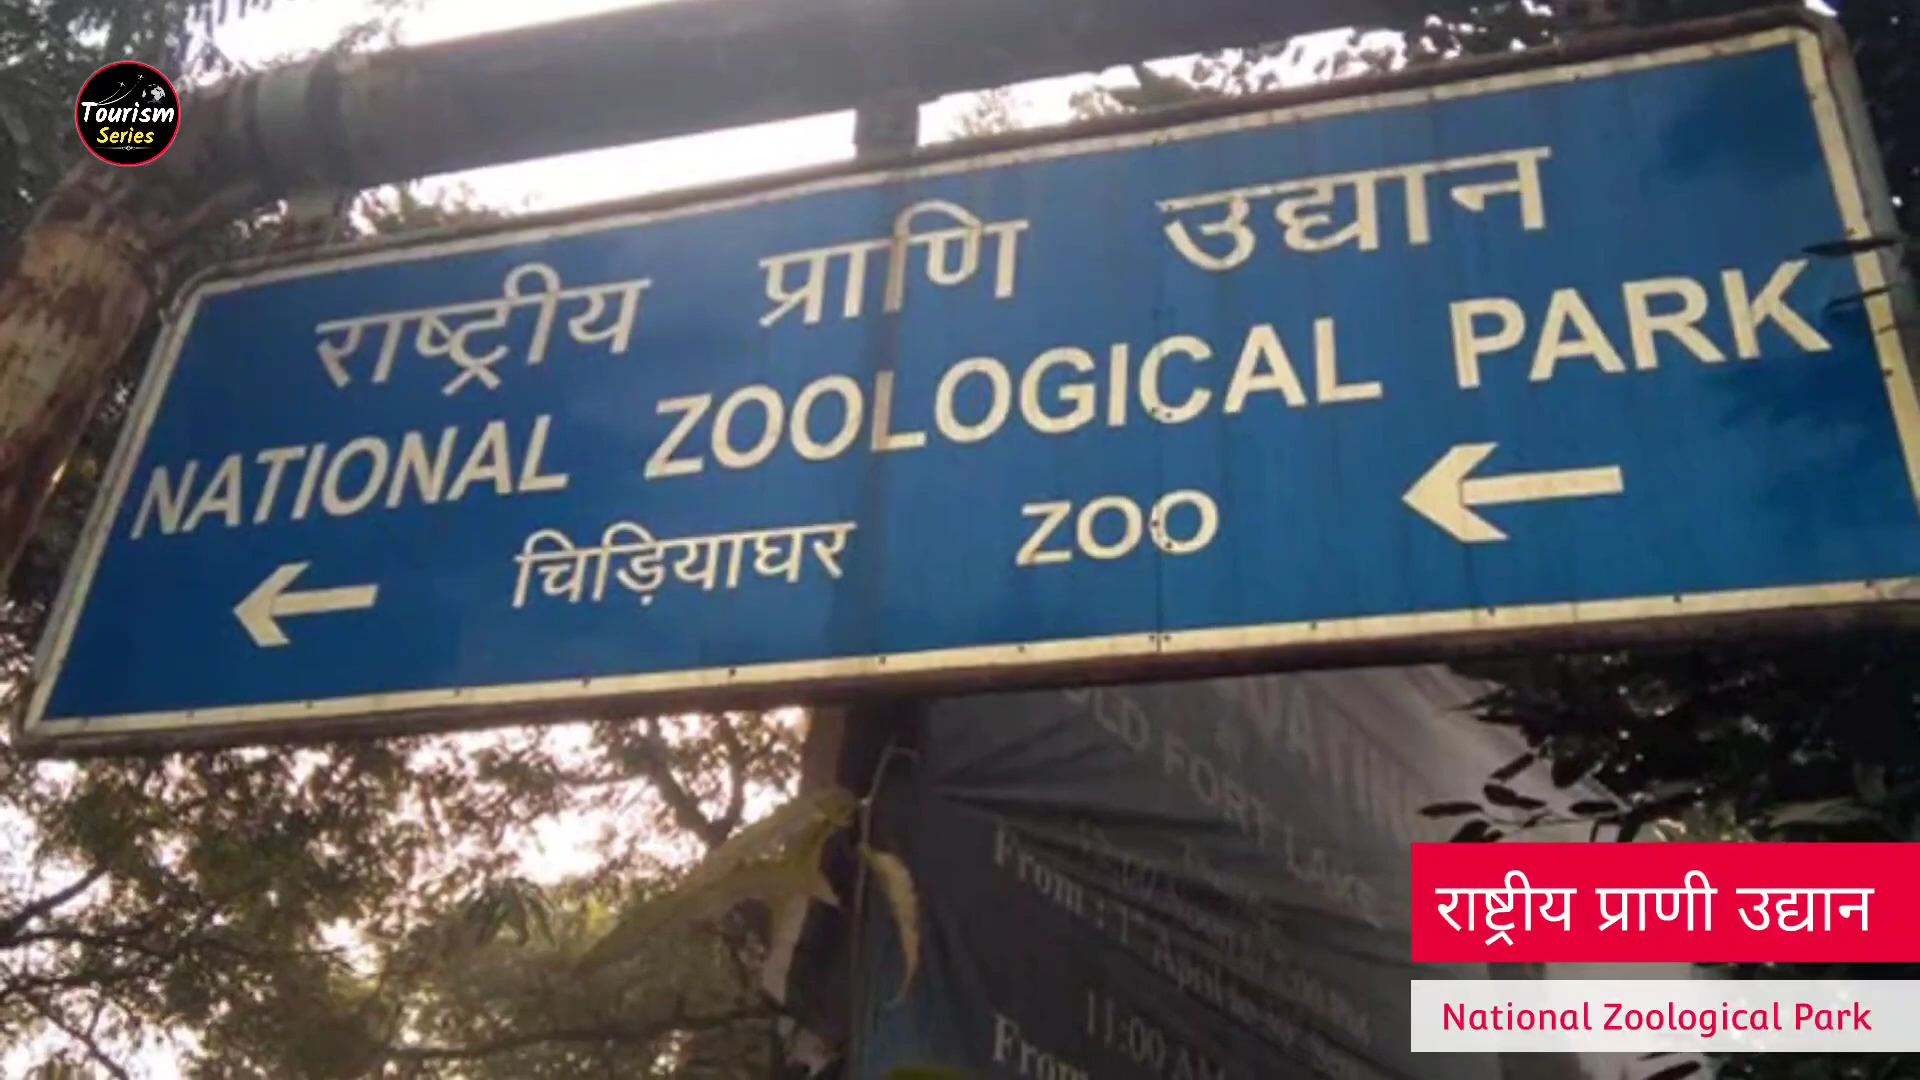 Tourism
Series
राष्ट्रीय प्राणि उद्यान
NATIONAL ZOOLOGICAL PARK
चिड़ियाघर ZOO
OLD FORT LAKE
From : 1
April
11:00 AM
From
राष्ट्रीय प्राणी उद्यान
National Zoological Park